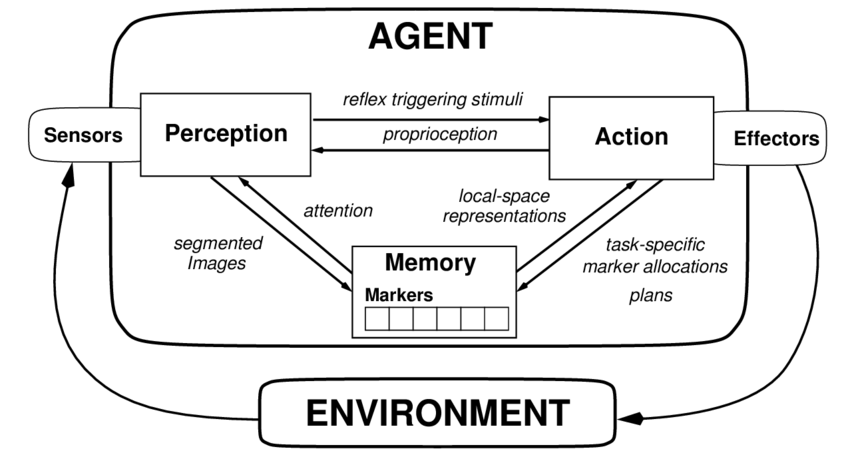 AGENT
reflex triggering stimuli
Sensors
Perception
proprioception
Action
Effectors
attention
local-space
representations
segmented
Images
task-specific
marker allocations
plans
Memory
Markers
ENVIRONMENT